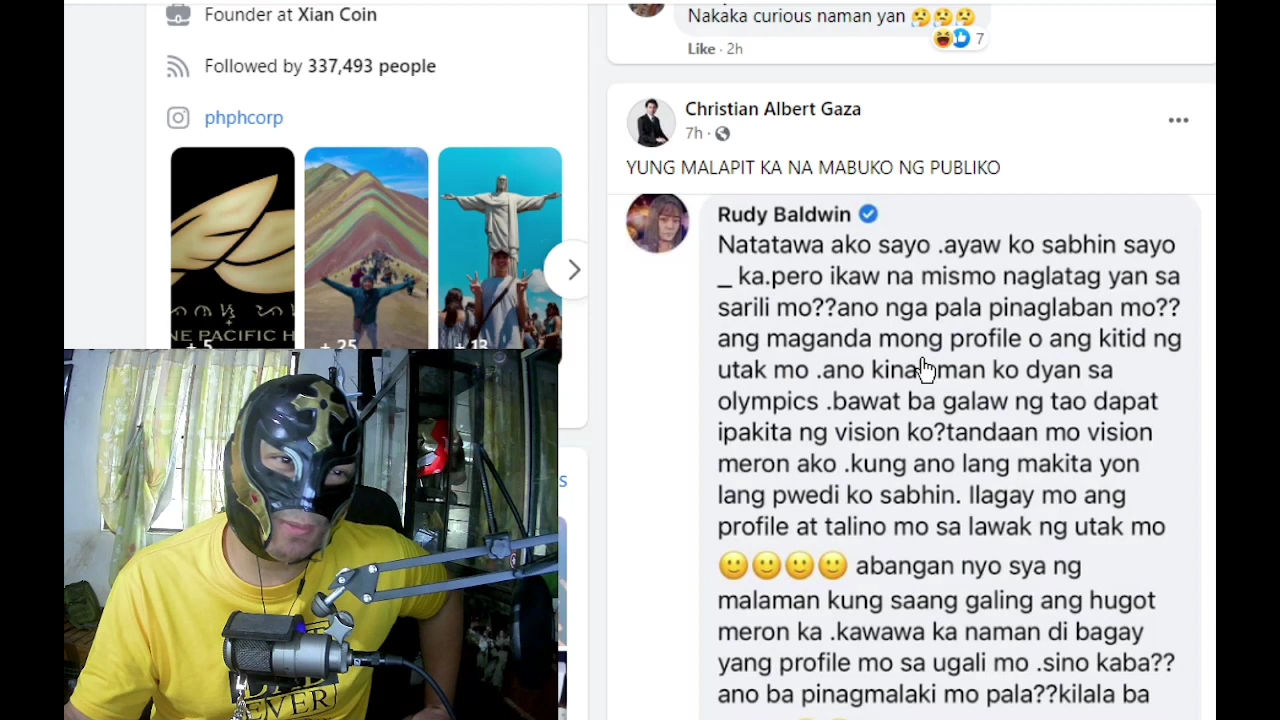 Founder at Xian Coin
Followed by 337,493 people
phphcorp
NE PACIFIC H
+ 5
+ 25
+ 13
EVER
Nakaka curious naman yan 🤔🤔🤔
7
Like · 2h
Christian Albert Gaza
7h ·
YUNG MALAPIT KA NA MABUKO NG PUBLIKO
Rudy Baldwin
Natatawa ako sayo .ayaw ko sabhin sayo
_ ka.pero ikaw na mismo naglatag yan sa
sarili mo??ano nga pala pinaglaban mo??
ang maganda mong profile o ang kitid ng
utak mo .ano man ko dyan sa
olympics .bawat ba galaw ng tao dapat
ipakita ng vision ko?tandaan mo vision
meron ako .kung ano lang makita yon
lang pwedi ko sabhin. Ilagay mo ang
profile at talino mo sa lawak ng utak mo
🙂🙂🙂🙂 abangan nyo sya ng
malaman kung saang galing ang hugot
meron ka .kawawa ka naman di bagay
yang profile mo sa ugali mo .sino kaba??
ano ba pinagmalaki mo pala??kilala ba